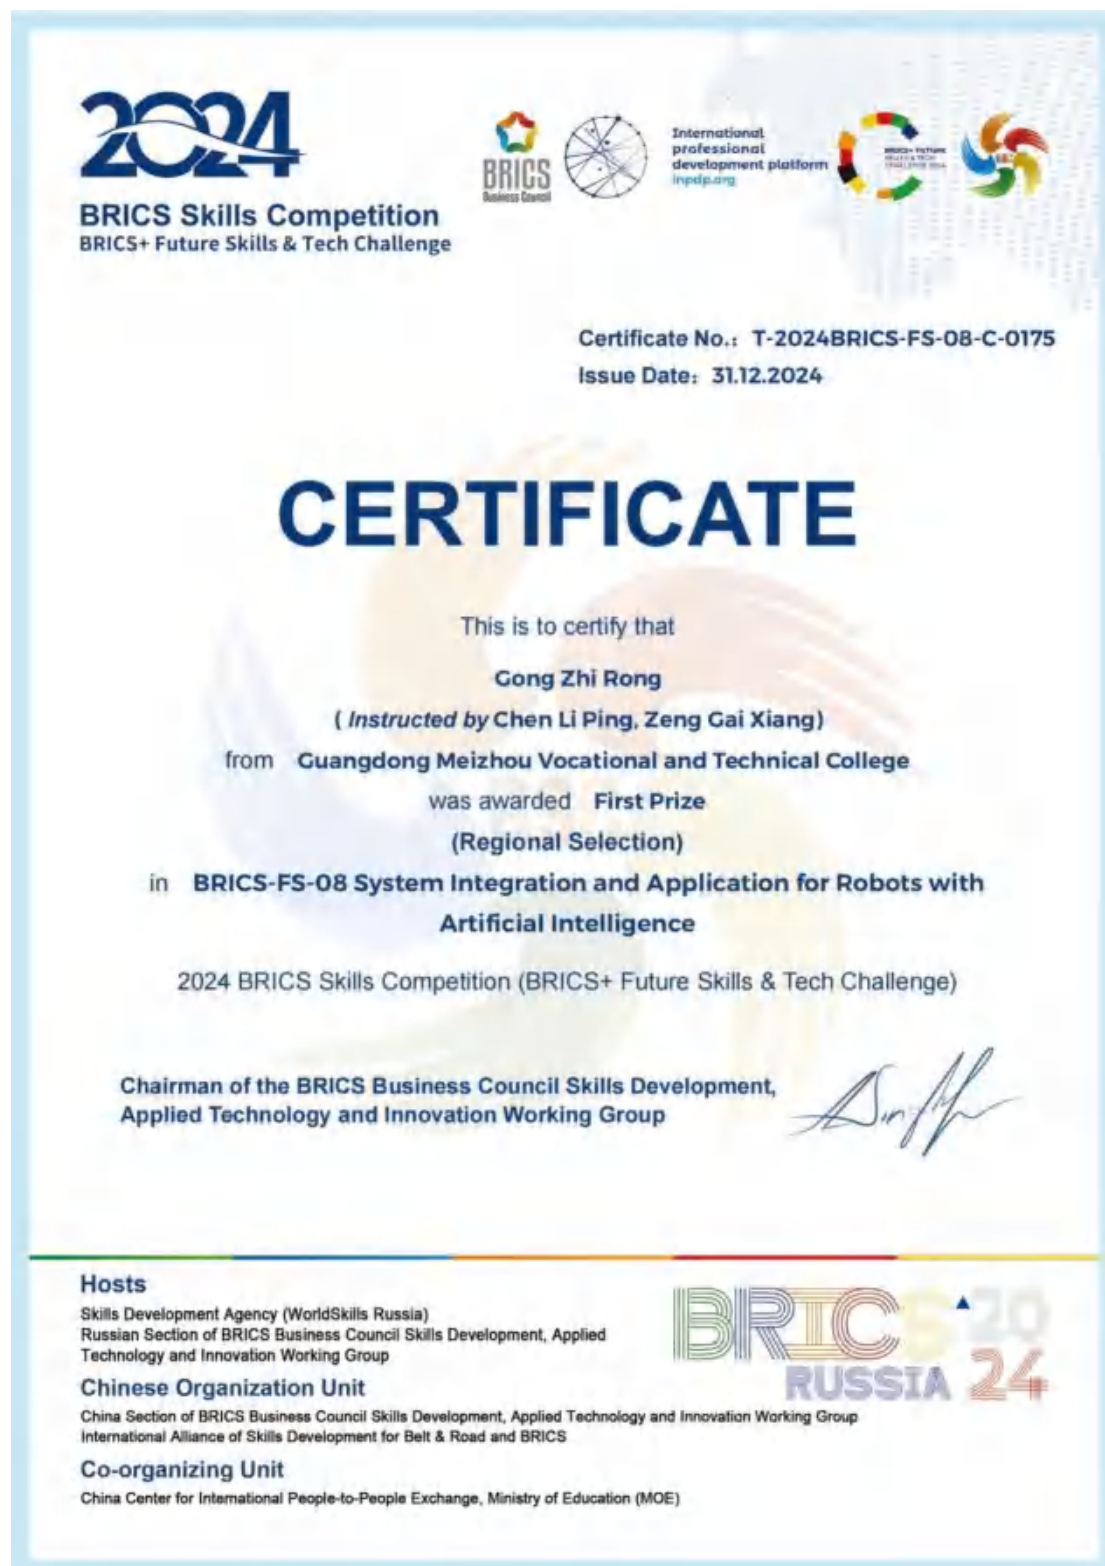 2024
BRICS Skills Competition
BRICS+ Future Skills & Tech Challenge
BRICS
Business Council
International
professional
development platform
inpdp.org
BRICS+ FUTURE
SKILLS & TECH
CHALLENGE 2024
Certificate No.: T-2024BRICS-FS-08-C-0175
Issue Date: 31.12.2024
CERTIFICATE
This is to certify that
Gong Zhi Rong
( Instructed by Chen Li Ping, Zeng Gai Xiang)
from Guangdong Meizhou Vocational and Technical College
was awarded First Prize
(Regional Selection)
in BRICS-FS-08 System Integration and Application for Robots with
Artificial Intelligence
2024 BRICS Skills Competition (BRICS+ Future Skills & Tech Challenge)
Chairman of the BRICS Business Council Skills Development,
Applied Technology and Innovation Working Group
Hosts
Skills Development Agency (WorldSkills Russia)
Russian Section of BRICS Business Council Skills Development, Applied
Technology and Innovation Working Group
BRICS 20
RUSSIA 24
Chinese Organization Unit
China Section of BRICS Business Council Skills Development, Applied Technology and Innovation Working Group
International Alliance of Skills Development for Belt & Road and BRICS
Co-organizing Unit
China Center for International People-to-People Exchange, Ministry of Education (MOE)